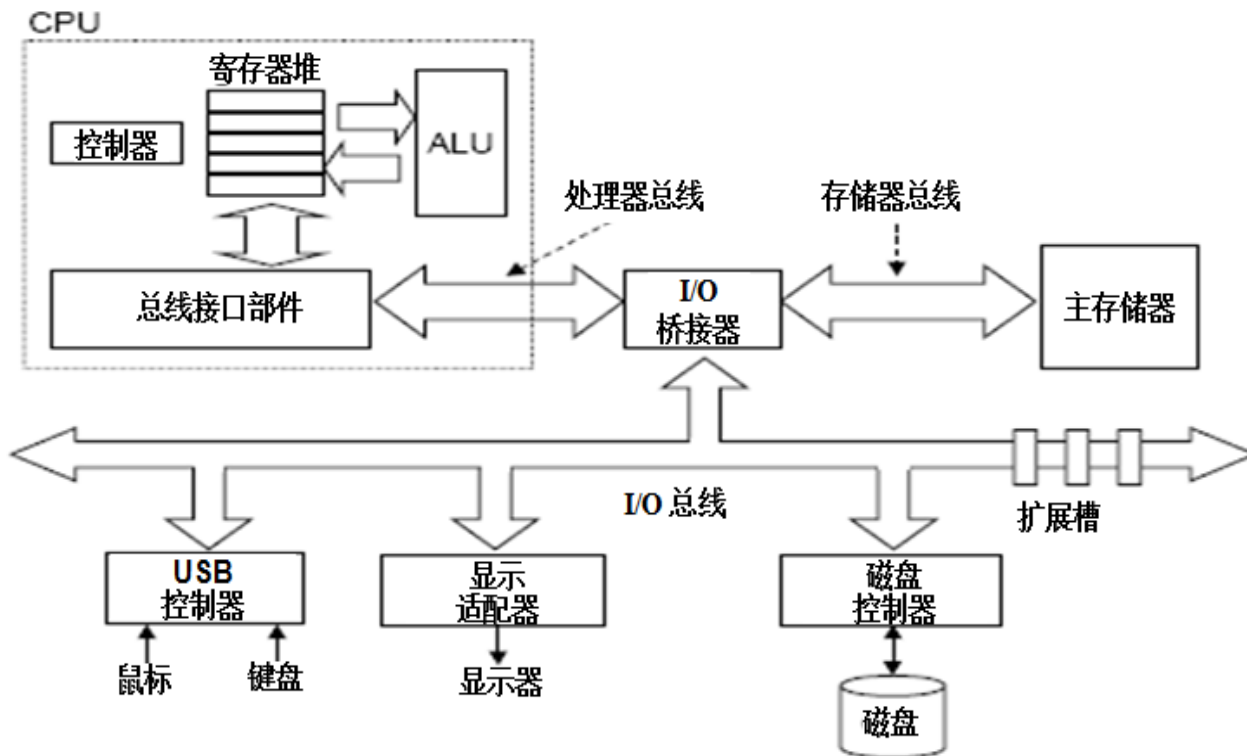 CPU
寄存器堆
控制器
ALU
处理器总线
存储器总线
总线接口部件
I/O
桥接器
主存储器
I/O 总线
扩展槽
USB
控制器
显示
适配器
磁盘
控制器
鼠标
键盘
显示器
磁盘